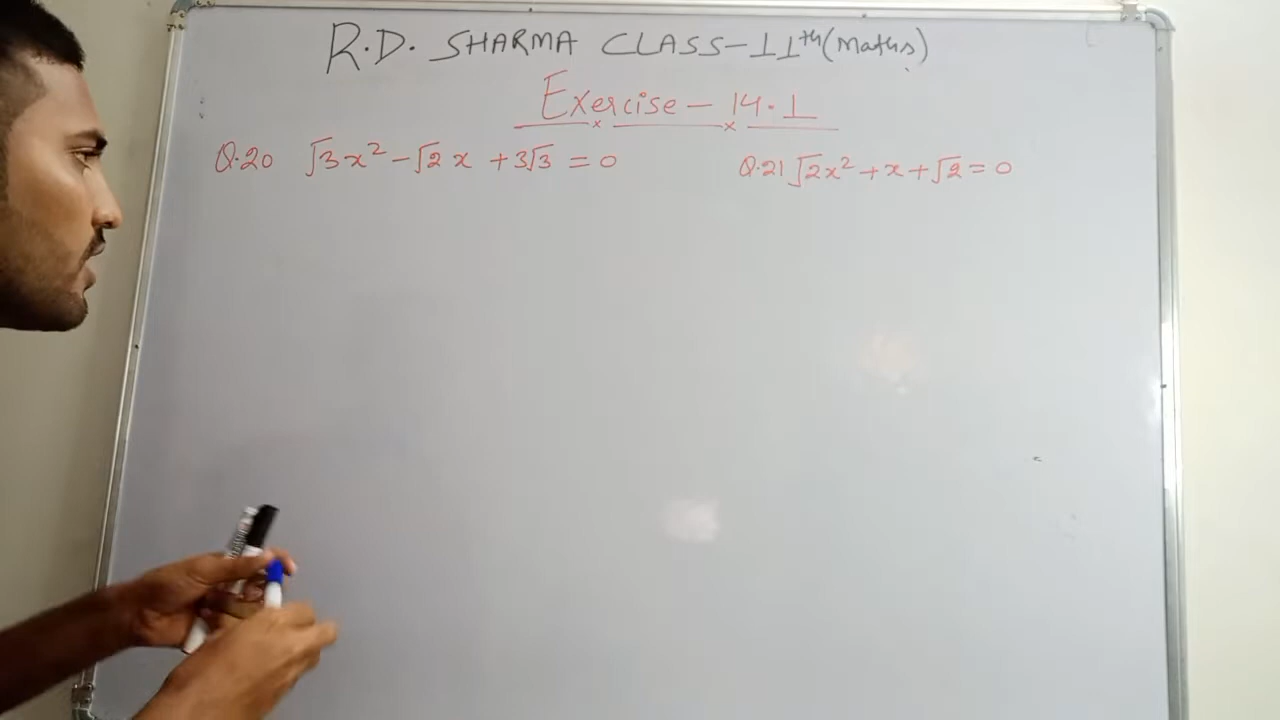 R.D. SHARMA CLASS-11th (Maths)
Exercise - 14.1
Q.20 √3x² - √2x + 3√3 = 0
Q.21 √2x² + x + √2 = 0